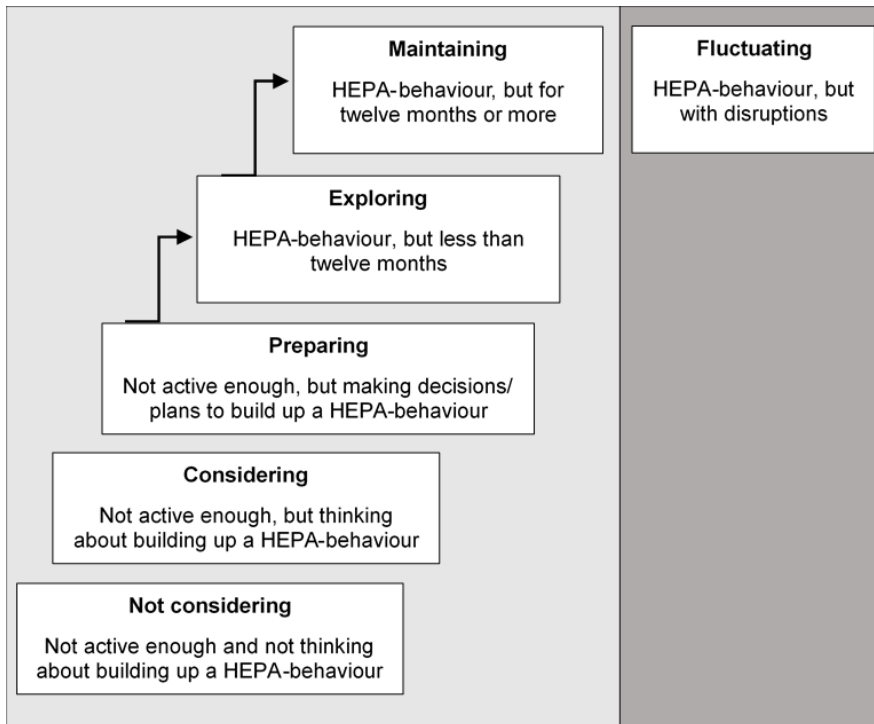 Maintaining
HEPA-behaviour, but for
twelve months or more
Fluctuating
HEPA-behaviour, but
with disruptions
Exploring
HEPA-behaviour, but less than
twelve months
Preparing
Not active enough, but making decisions/
plans to build up a HEPA-behaviour
Considering
Not active enough, but thinking
about building up a HEPA-behaviour
Not considering
Not active enough and not thinking
about building up a HEPA-behaviour